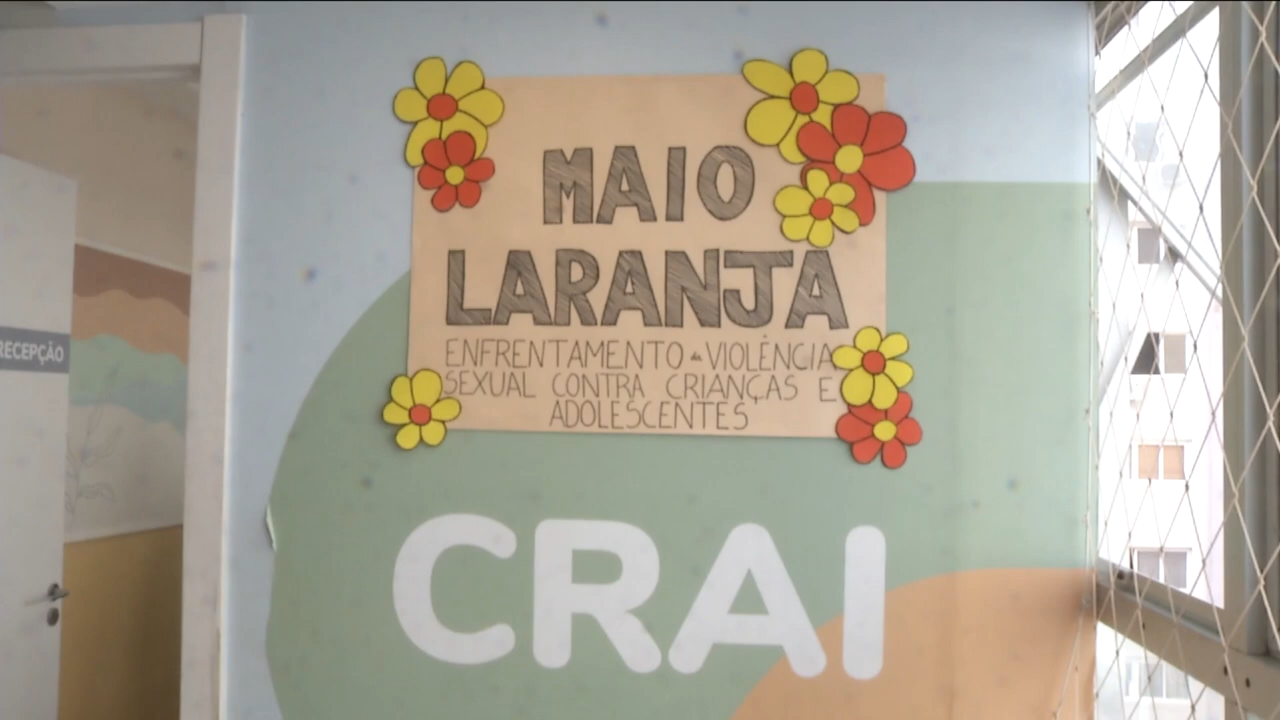 MAIO
LARANJA
ENFRENTAMENTO da VIOLÊNCIA
SEXUAL CONTRA CRIANÇAS E
ADOLESCENTES
RECEPÇÃO
CRAI